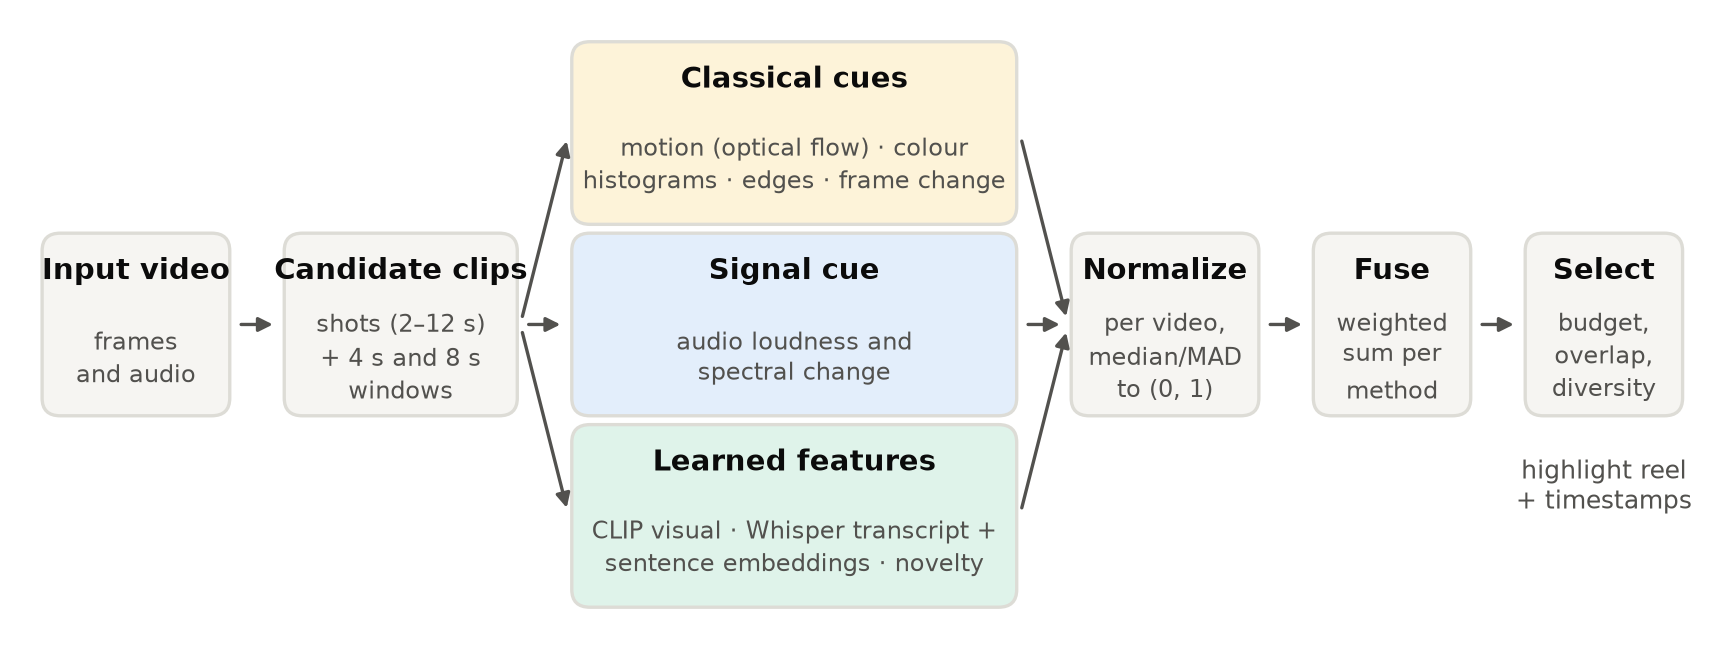 Input video
frames
and audio
Candidate clips
shots (2–12 s)
+ 4 s and 8 s
windows
Classical cues
motion (optical flow) · colour
histograms · edges · frame change
Signal cue
audio loudness and
spectral change
Learned features
CLIP visual · Whisper transcript +
sentence embeddings · novelty
Normalize
per video,
median/MAD
to (0, 1)
Fuse
weighted
sum per
method
Select
budget,
overlap,
diversity
highlight reel
+ timestamps